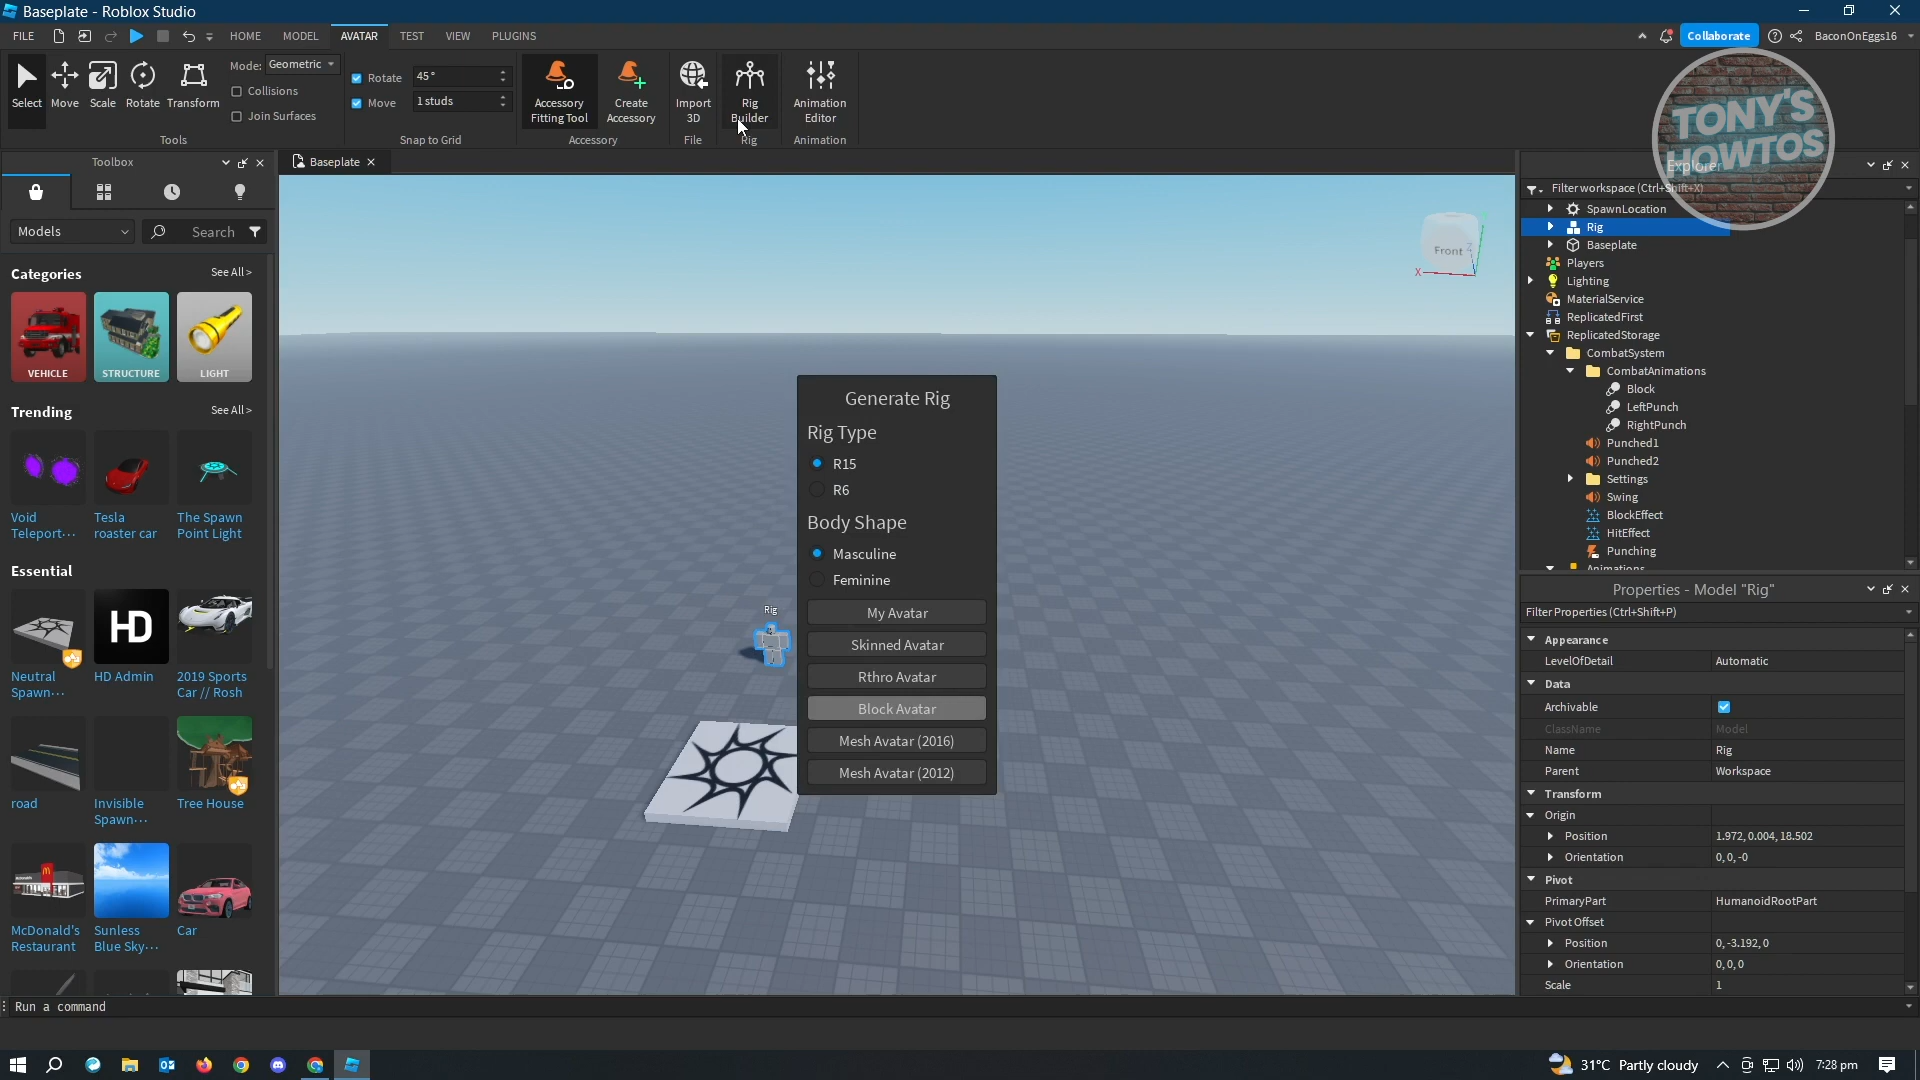 Baseplate - Roblox Studio
FILE
HOME
MODEL
AVATAR
TEST
VIEW
PLUGINS
Collaborate
BaconOnEggs16
Select
Move
Scale
Rotate
Transform
Mode:
Geometric
Collisions
Join Surfaces
Tools
Rotate
45°
Move
1 studs
Snap to Grid
Accessory
Fitting Tool
Create
Accessory
Accessory
Import
3D
File
Rig
Builder
Rig
Animation
Editor
Animation
TONY'S
HOWTOS
Toolbox
Baseplate
Models
Search
Categories
See All >
VEHICLE
STRUCTURE
LIGHT
Trending
See All >
Void
Teleport···
Tesla
roaster car
The Spawn
Point Light
Essential
HD
Neutral
Spawn···
HD Admin
2019 Sports
Car // Rosh
road
Invisible
Spawn···
Tree House
McDonald's
Restaurant
Sunless
Blue Sky···
Car
Front
X
Rig
Generate Rig
Rig Type
R15
R6
Body Shape
Masculine
Feminine
My Avatar
Skinned Avatar
Rthro Avatar
Block Avatar
Mesh Avatar (2016)
Mesh Avatar (2012)
Explorer
Filter workspace (Ctrl+Shift+X)
SpawnLocation
Rig
Baseplate
Players
Lighting
MaterialService
ReplicatedFirst
ReplicatedStorage
CombatSystem
CombatAnimations
Block
LeftPunch
RightPunch
Punched1
Punched2
Settings
Swing
BlockEffect
HitEffect
Punching
Animations
Properties - Model "Rig"
Filter Properties (Ctrl+Shift+P)
Appearance
LevelOfDetail
Automatic
Data
Archivable
ClassName
Model
Name
Rig
Parent
Workspace
Transform
Origin
Position
1.972, 0.004, 18.502
Orientation
0, 0, -0
Pivot
PrimaryPart
HumanoidRootPart
Pivot Offset
Position
0, -3.192, 0
Orientation
0, 0, 0
Scale
1
Run a command
31°C Partly cloudy
7:28 pm